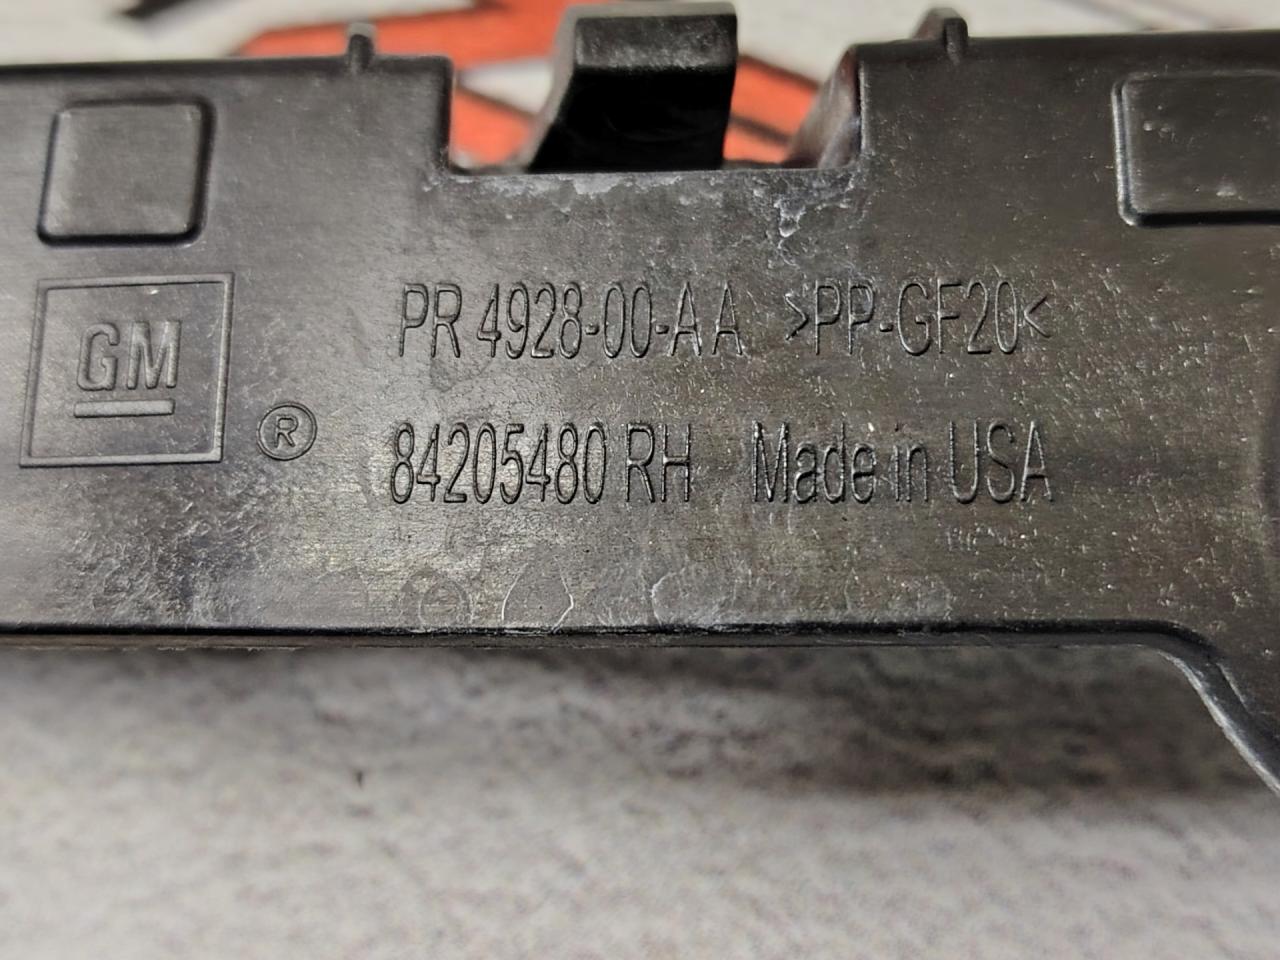 PR 4928-00-AA >PP-GF20<
GM
®
84205480 RH Made in USA